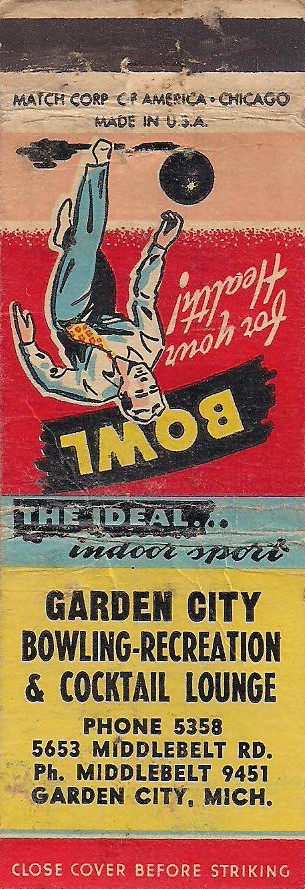 MATCH CORP OF AMERICA • CHICAGO
MADE IN U.S.A.
BOWL
for your
Health!
THE IDEAL...
indoor sport
GARDEN CITY
BOWLING-RECREATION
& COCKTAIL LOUNGE
PHONE 5358
5653 MIDDLEBELT RD.
Ph. MIDDLEBELT 9451
GARDEN CITY, MICH.
CLOSE COVER BEFORE STRIKING